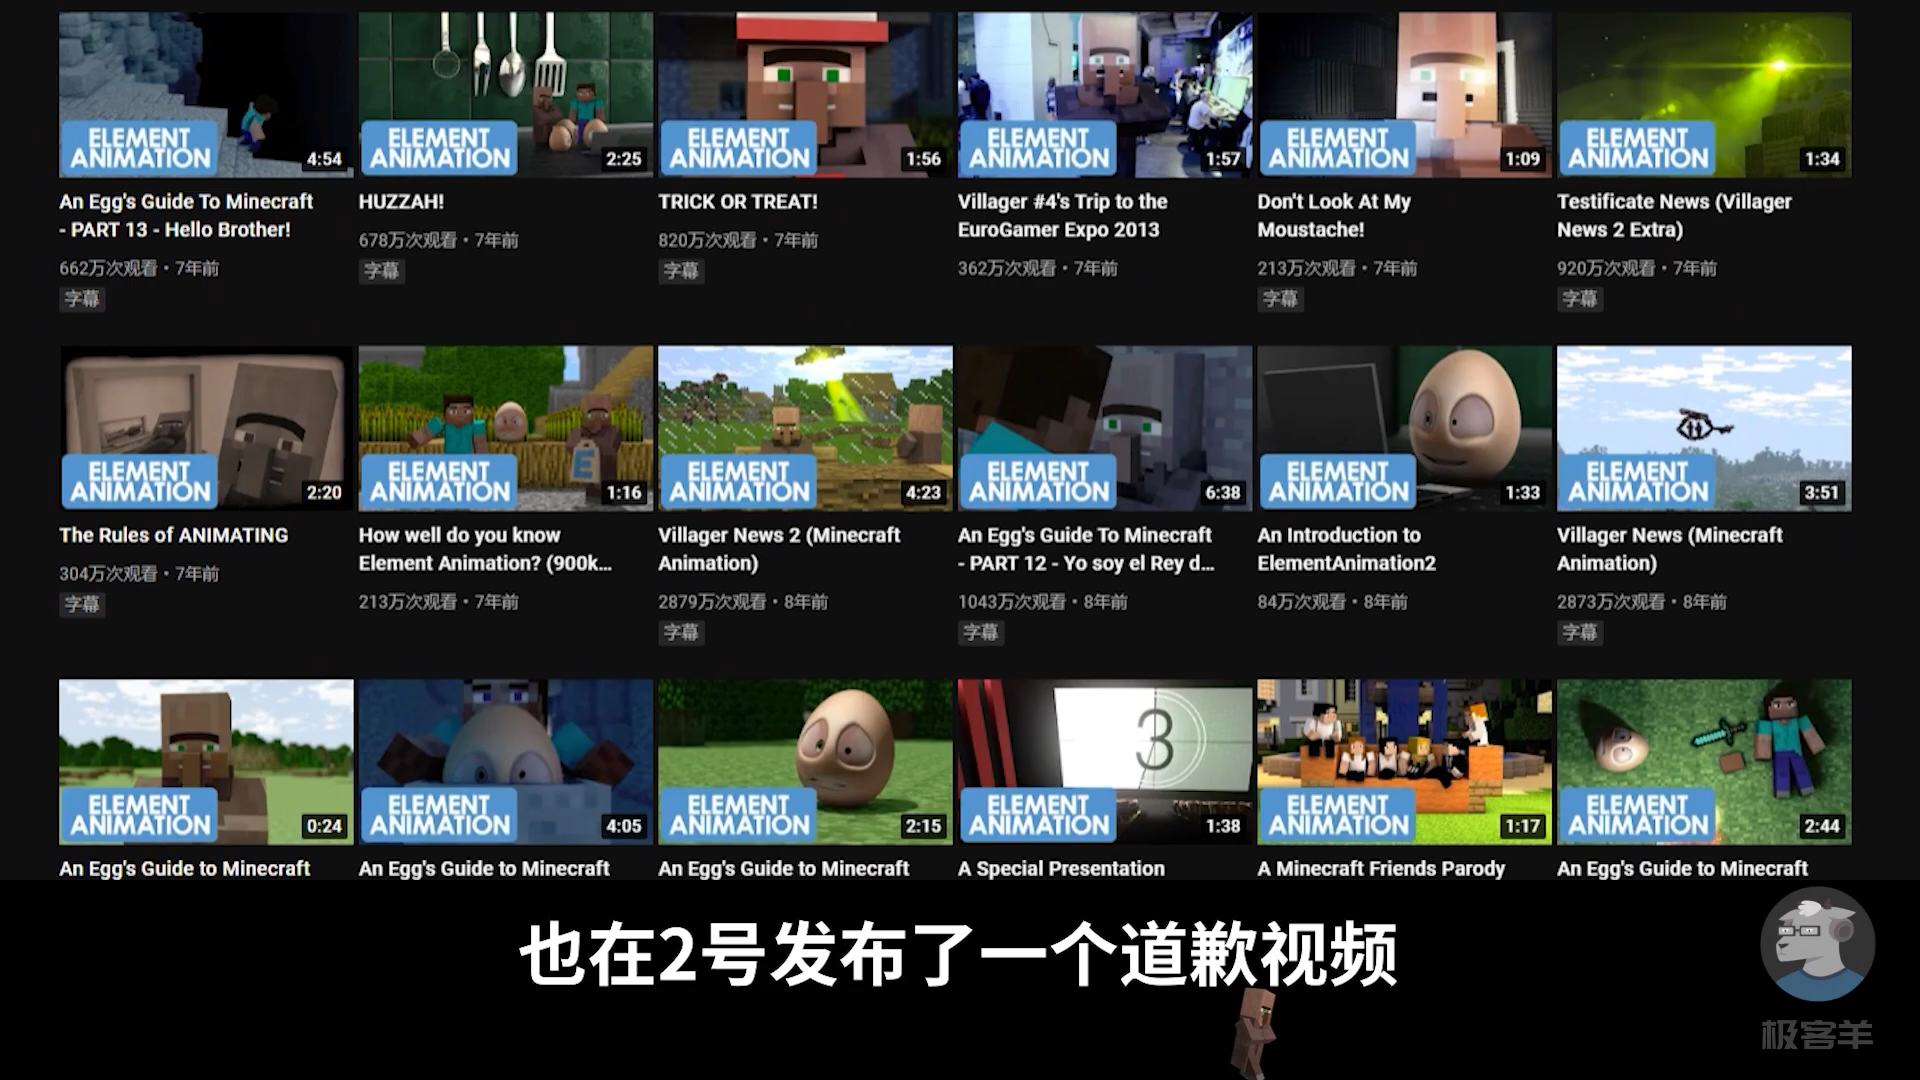 ELEMENT
ANIMATION
4:54
ELEMENT
ANIMATION
2:25
ELEMENT
ANIMATION
1:56
ELEMENT
ANIMATION
1:57
ELEMENT
ANIMATION
1:09
ELEMENT
ANIMATION
1:34
An Egg's Guide To Minecraft
- PART 13 - Hello Brother!
662万次观看・7年前
字幕
HUZZAH!
678万次观看・7年前
字幕
TRICK OR TREAT!
820万次观看・7年前
字幕
Villager #4's Trip to the
EuroGamer Expo 2013
362万次观看・7年前
Don't Look At My
Moustache!
213万次观看・7年前
字幕
Testificate News (Villager
News 2 Extra)
920万次观看・7年前
字幕
ELEMENT
ANIMATION
2:20
E
ELEMENT
ANIMATION
1:16
ELEMENT
ANIMATION
4:23
ELEMENT
ANIMATION
6:38
ELEMENT
ANIMATION
1:33
ELEMENT
ANIMATION
3:51
The Rules of ANIMATING
304万次观看・7年前
字幕
How well do you know
Element Animation? (900k...
213万次观看・7年前
Villager News 2 (Minecraft
Animation)
2879万次观看・8年前
字幕
An Egg's Guide To Minecraft
- PART 12 - Yo soy el Rey d...
1043万次观看・8年前
字幕
An Introduction to
ElementAnimation2
84万次观看・8年前
Villager News (Minecraft
Animation)
2873万次观看・8年前
字幕
ELEMENT
ANIMATION
0:24
ELEMENT
ANIMATION
4:05
ELEMENT
ANIMATION
2:15
3
ELEMENT
ANIMATION
1:38
ELEMENT
ANIMATION
1:17
ELEMENT
ANIMATION
2:44
An Egg's Guide to Minecraft
An Egg's Guide to Minecraft
An Egg's Guide to Minecraft
A Special Presentation
A Minecraft Friends Parody
An Egg's Guide to Minecraft
也在2号发布了一个道歉视频
极客羊